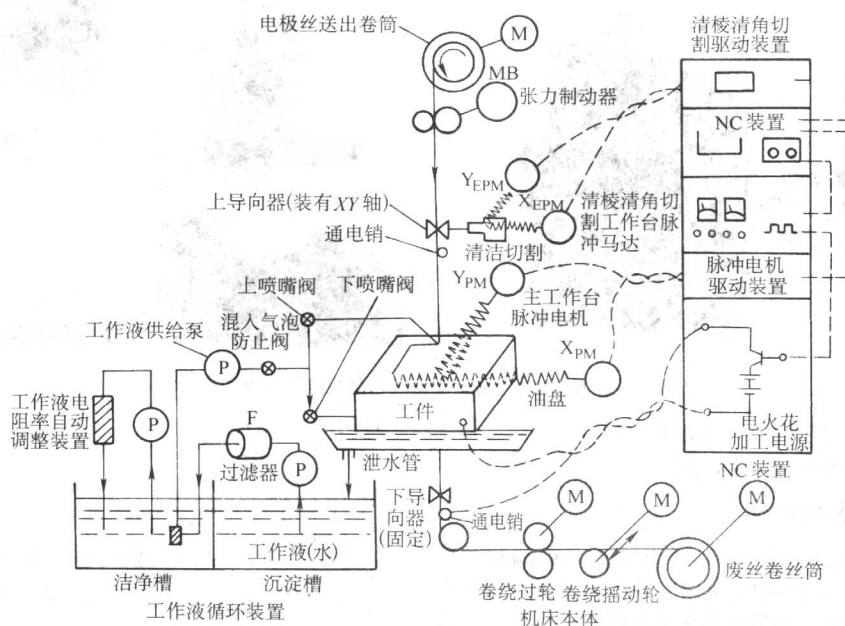 电极丝送出卷筒
M
清棱清角切
割驱动装置
MB
张力制动器
NC 装置
Y_EPM
X_EPM
上导向器(装有XY 轴)
清棱清角切
割工作台脉
冲马达
通电销
清洁切割
Y_PM
脉冲电机
驱动装置
上喷嘴阀
下喷嘴阀
主工作台
脉冲电机
工作液供给泵
混入气泡
防止阀
P
X_PM
工作液电
阻率自动
调整装置
P
F
过滤器
P
工件
油盘
电火花
加工电源
泄水管
NC 装置
下导
向器
(固定)
通电销
M
M
M
工作液(水)
洁净槽
沉淀槽
卷绕过轮
卷绕摇动轮
废丝卷丝筒
工作液循环装置
机床本体